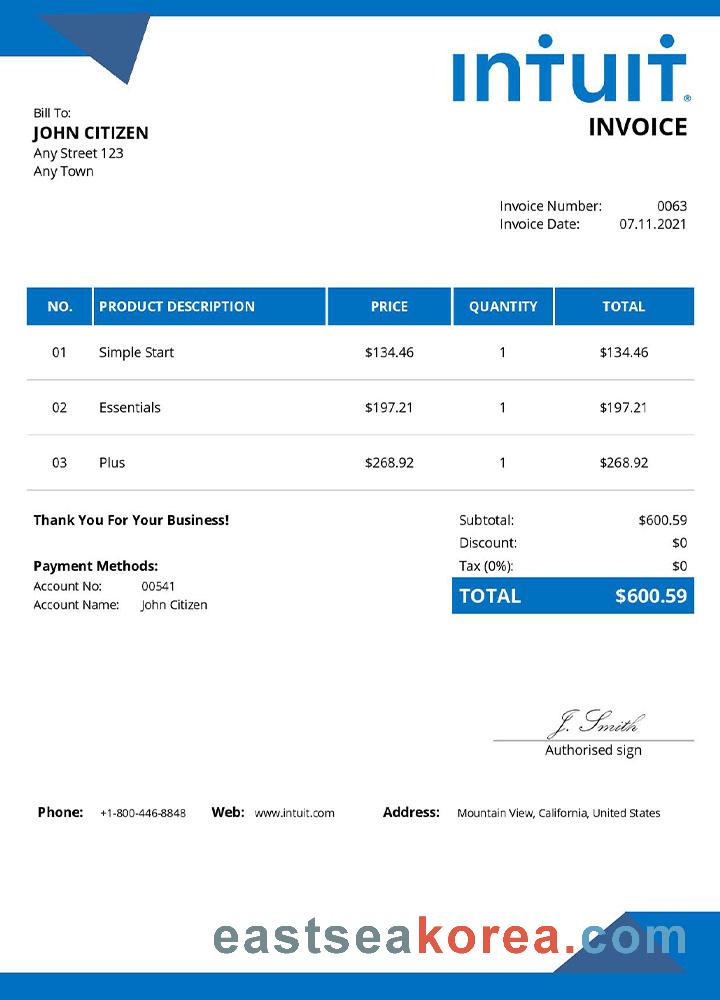 intuit®
INVOICE
Bill To:
JOHN CITIZEN
Any Street 123
Any Town
Invoice Number: 0063
Invoice Date: 07.11.2021
NO. PRODUCT DESCRIPTION PRICE QUANTITY TOTAL
01 Simple Start $134.46 1 $134.46
02 Essentials $197.21 1 $197.21
03 Plus $268.92 1 $268.92
Thank You For Your Business!
Payment Methods:
Account No: 00541
Account Name: John Citizen
Subtotal: $600.59
Discount: $0
Tax (0%): $0
TOTAL $600.59
J. Smith
Authorised sign
Phone: +1-800-446-8848 Web: www.intuit.com Address: Mountain View, California, United States
eastseakorea.com